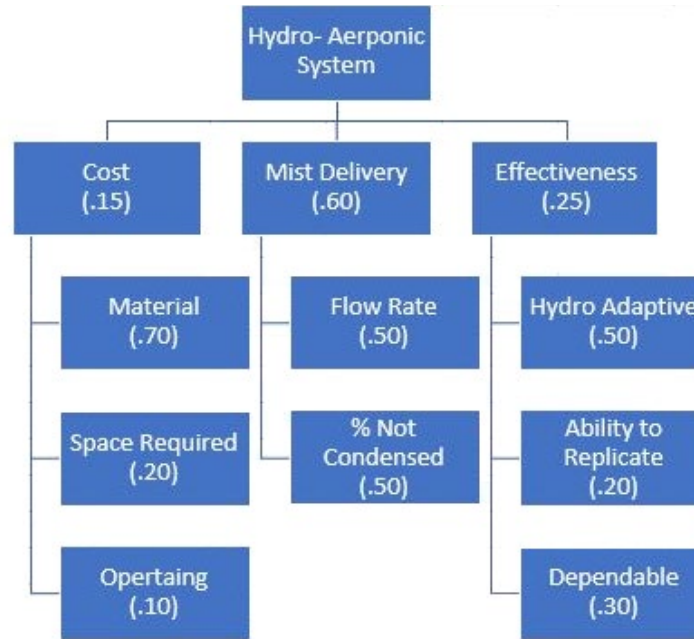 Hydro- Aerponic
System
Cost
(.15)
Mist Delivery
(.60)
Effectiveness
(.25)
Material
(.70)
Flow Rate
(.50)
Hydro Adaptive
(.50)
Space Required
(.20)
% Not
Condensed
(.50)
Ability to
Replicate
(.20)
Opertaing
(.10)
Dependable
(.30)